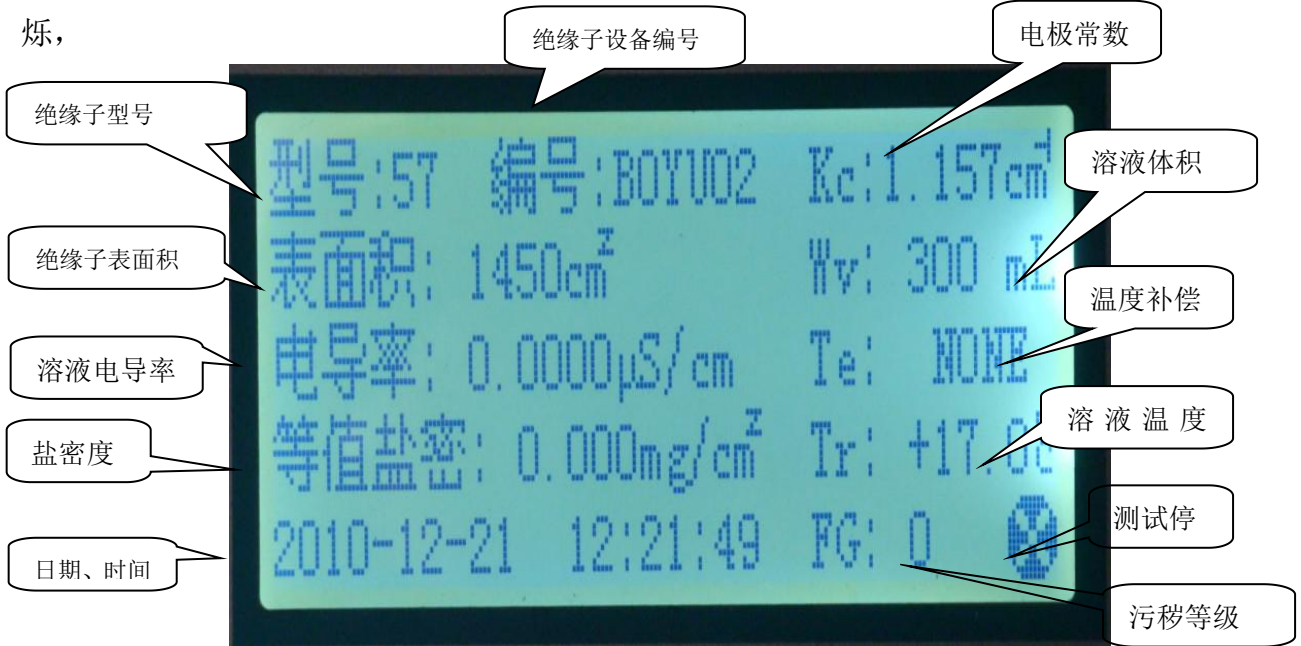 烁，
绝缘子设备编号
电极常数
绝缘子型号
溶液体积
绝缘子表面积
温度补偿
溶液电导率
溶液温度
盐密度
测试停
日期、时间
污秽等级
型号:57 编号:BOYU02 Kc:1.157cm⁻¹
表面积: 1450cm² Wv: 300 mL
电导率: 0.0000μS/cm Te: NONE
等值盐密: 0.000mg/cm² Tr:
2010-12-21 12:21:49 FG: 0